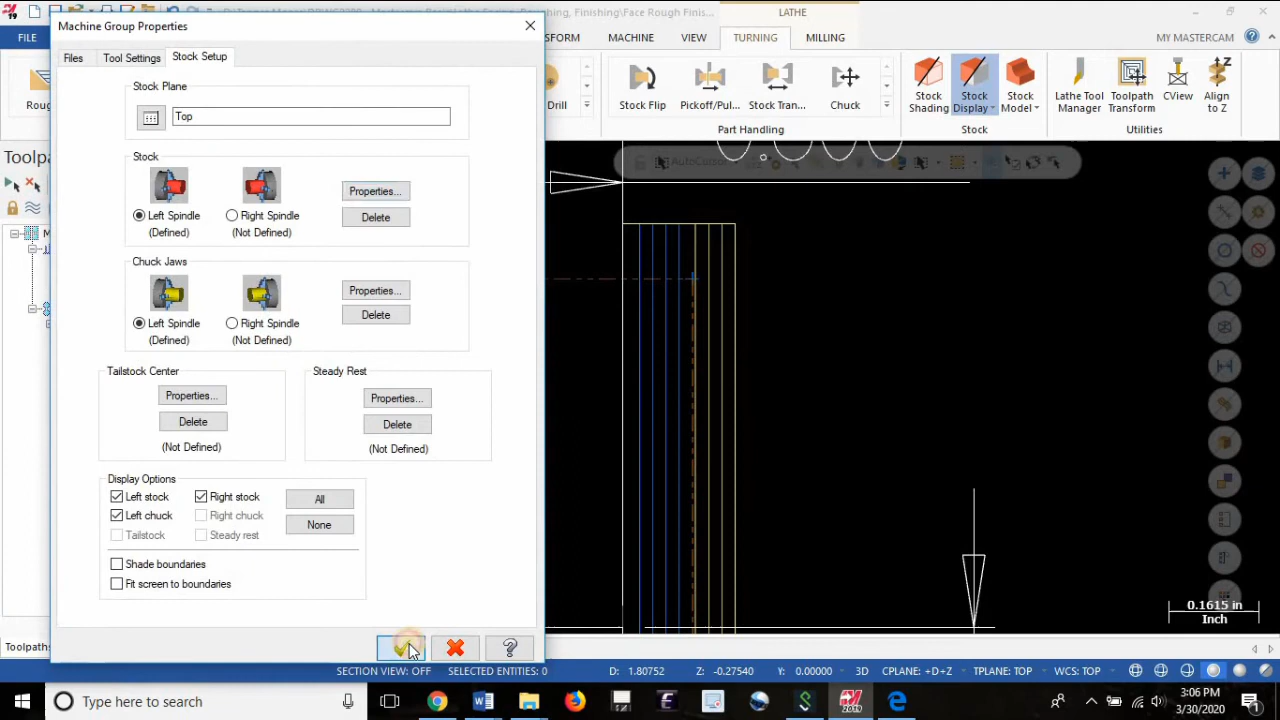 Machine Group Properties
Files
Tool Settings
Stock Setup
Stock Plane
Top
Stock
Left Spindle
(Defined)
Right Spindle
(Not Defined)
Properties...
Delete
Chuck Jaws
Left Spindle
(Defined)
Right Spindle
(Not Defined)
Properties...
Delete
Tailstock Center
Properties...
Delete
(Not Defined)
Steady Rest
Properties...
Delete
(Not Defined)
Display Options
Left stock
Right stock
All
Left chuck
Right chuck
None
Tailstock
Steady rest
Shade boundaries
Fit screen to boundaries
LATHE
FILE
MACHINE
VIEW
TURNING
MILLING
MY MASTERCAM
Drill
Stock Flip
Pickoff/Pul...
Stock Tran...
Chuck
Part Handling
Stock Shading
Stock Display
Stock Model
Stock
Lathe Tool Manager
Toolpath Transform
CView
Align to Z
Utilities
AutoCursor
0.1615 in
Inch
Toolpaths
SECTION VIEW: OFF
SELECTED ENTITIES: 0
D: 1.80752
Z: -0.27540
Y: 0.00000
3D
CPLANE: +D+Z
TPLANE: TOP
WCS: TOP
Type here to search
3:06 PM
3/30/2020